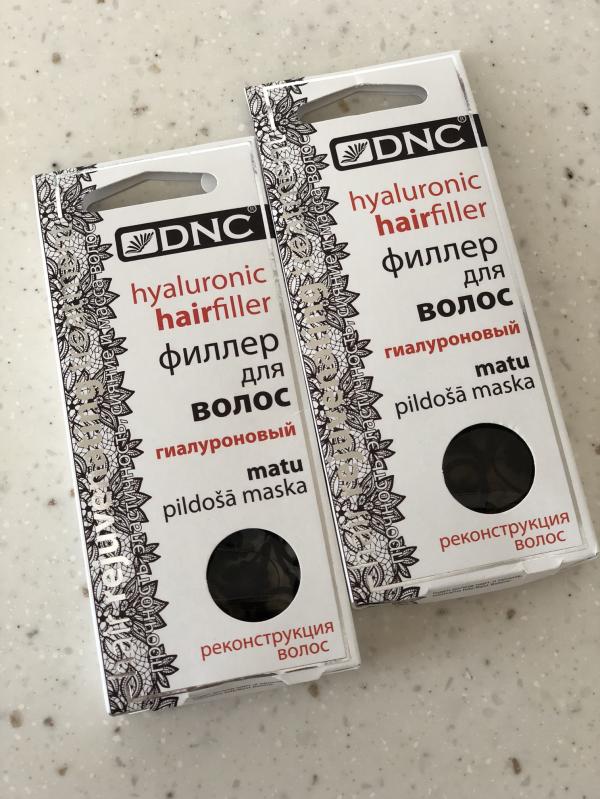 DNC®
hyaluronic
hairfiller
филлер
для
волос
гиалуроновый
matu
pildošā maska
реконструкция
волос
DNC®
hyaluronic
hairfiller
филлер
для
волос
гиалуроновый
matu
pildošā maska
реконструкция
волос